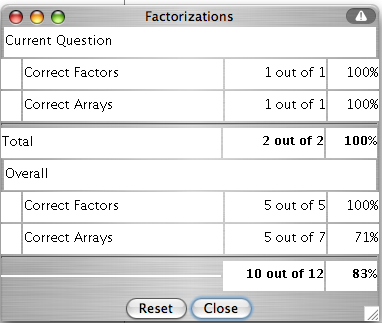 Factorizations
Current Question
Correct Factors 1 out of 1 100%
Correct Arrays 1 out of 1 100%
Total 2 out of 2 100%
Overall
Correct Factors 5 out of 5 100%
Correct Arrays 5 out of 7 71%
10 out of 12 83%
Reset Close